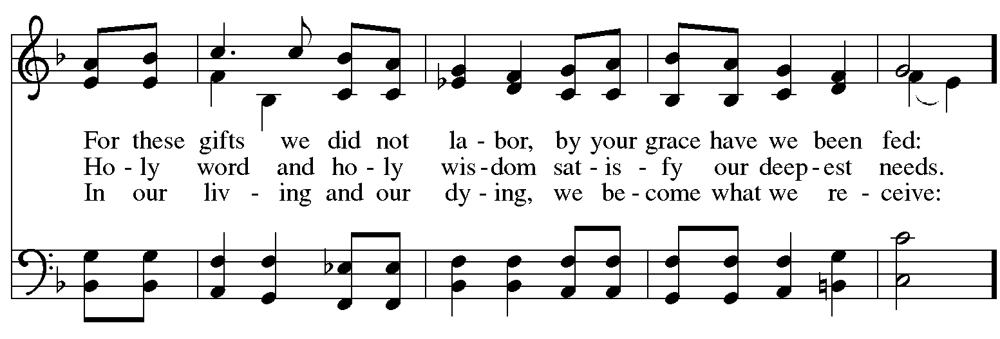 For these gifts we did not la - bor, by your grace have we been fed:
Ho - ly word and ho - ly wis - dom sat - is - fy our deep - est needs.
In our liv - ing and our dy - ing, we be - come what we re - ceive: